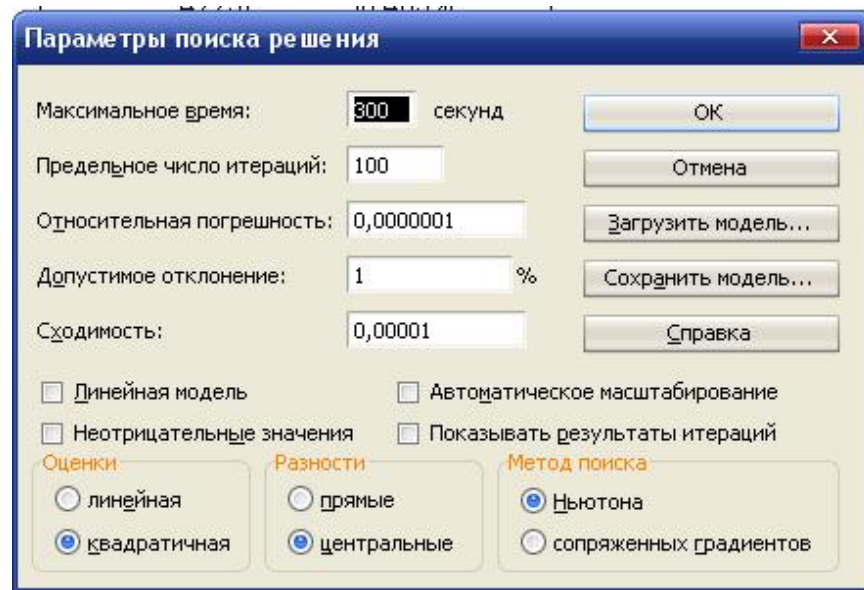 Параметры поиска решения
Максимальное время: 300 секунд ОК
Предельное число итераций: 100 Отмена
Относительная погрешность: 0,0000001 Загрузить модель...
Допустимое отклонение: 1 % Сохранить модель...
Сходимость: 0,00001 Справка
Линейная модель Автоматическое масштабирование
Неотрицательные значения Показывать результаты итераций
Оценки Разности Метод поиска
линейная прямые Ньютона
квадратичная центральные сопряженных градиентов